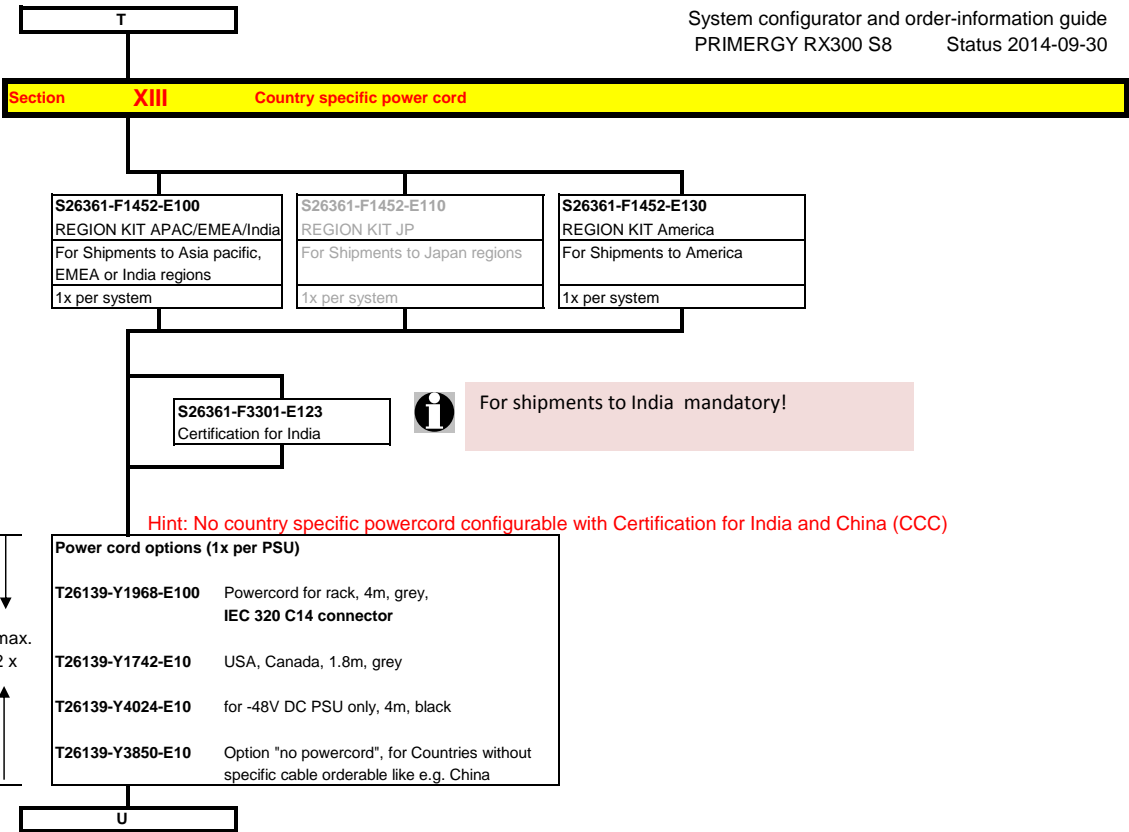 T
System configurator and order-information guide
PRIMERGY RX300 S8 Status 2014-09-30
Section XIII Country specific power cord
S26361-F1452-E100
REGION KIT APAC/EMEA/India
For Shipments to Asia pacific,
EMEA or India regions
1x per system
S26361-F1452-E110
REGION KIT JP
For Shipments to Japan regions
1x per system
S26361-F1452-E130
REGION KIT America
For Shipments to America
1x per system
S26361-F3301-E123
Certification for India
For shipments to India mandatory!
Hint: No country specific powercord configurable with Certification for India and China (CCC)
max.
2 x
Power cord options (1x per PSU)
T26139-Y1968-E100 Powercord for rack, 4m, grey,
IEC 320 C14 connector
T26139-Y1742-E10 USA, Canada, 1.8m, grey
T26139-Y4024-E10 for -48V DC PSU only, 4m, black
T26139-Y3850-E10 Option "no powercord", for Countries without
specific cable orderable like e.g. China
U